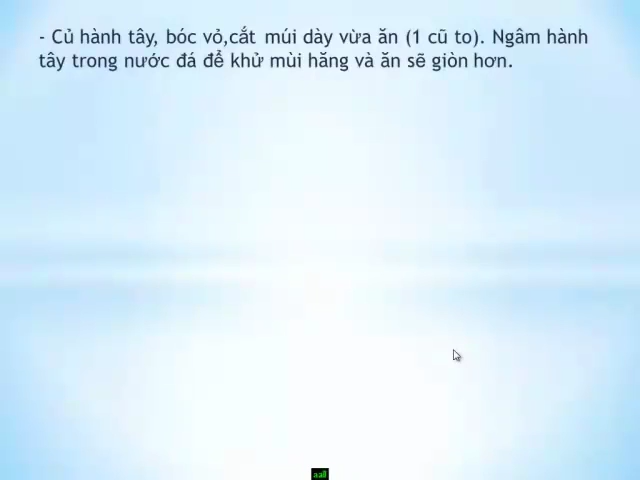 - Củ hành tây, bóc vỏ,cắt múi dày vừa ăn (1 cũ to). Ngâm hành
tây trong nước đá để khử mùi hăng và ăn sẽ giòn hơn.